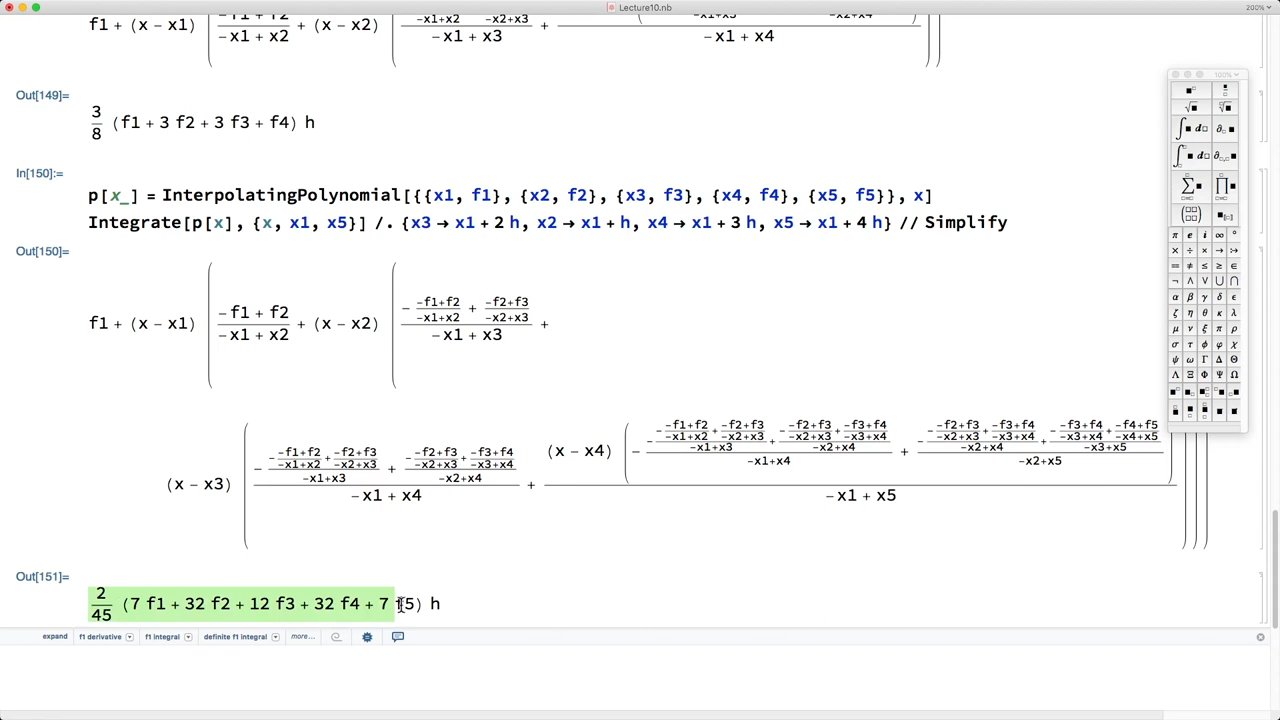 Lecture10.nb
200%
f1 + (x - x1) ( -f1 + f2 / -x1 + x2 + (x - x2) ( -x1+x2 -x2+x3 / -x1 + x3 + ( -x1+x3 -x2+x4 ) / -x1 + x4 ) )
Out[149]=
3/8 (f1 + 3 f2 + 3 f3 + f4) h
In[150]:=
p[x_] = InterpolatingPolynomial[{{x1, f1}, {x2, f2}, {x3, f3}, {x4, f4}, {x5, f5}}, x]
Integrate[p[x], {x, x1, x5}] /. {x3 → x1 + 2 h, x2 → x1 + h, x4 → x1 + 3 h, x5 → x1 + 4 h} // Simplify
Out[150]=
f1 + (x - x1) ( (-f1 + f2)/(-x1 + x2) + (x - x2) ( (- (-f1+f2)/(-x1+x2) + (-f2+f3)/(-x2+x3))/(-x1 + x3) +
(x - x3) ( (- (- (-f1+f2)/(-x1+x2) + (-f2+f3)/(-x2+x3))/(-x1+x3) + (- (-f2+f3)/(-x2+x3) + (-f3+f4)/(-x3+x4))/(-x2+x4))/(-x1 + x4) + ((x - x4) ( - (- (- (-f1+f2)/(-x1+x2) + (-f2+f3)/(-x2+x3))/(-x1+x3) + (- (-f2+f3)/(-x2+x3) + (-f3+f4)/(-x3+x4))/(-x2+x4))/(-x1+x4) + (- (- (-f2+f3)/(-x2+x3) + (-f3+f4)/(-x3+x4))/(-x2+x4) + (- (-f3+f4)/(-x3+x4) + (-f4+f5)/(-x4+x5))/(-x3+x5))/(-x2+x5) ))/(-x1 + x5) ) ) )
Out[151]=
2/45 (7 f1 + 32 f2 + 12 f3 + 32 f4 + 7 f5) h
expand f1 derivative f1 integral definite f1 integral more...
100%
π e i ∞ °
× ÷ × → ↦
== ≠ ≤ ≥ ∈
¬ ∧ ∨ ∪ ∩
α β γ δ ϵ
ζ η θ κ λ
μ ν ξ π ρ
σ τ ϕ φ χ
ψ ω Γ Δ Θ
Λ Ξ Φ Ψ Ω